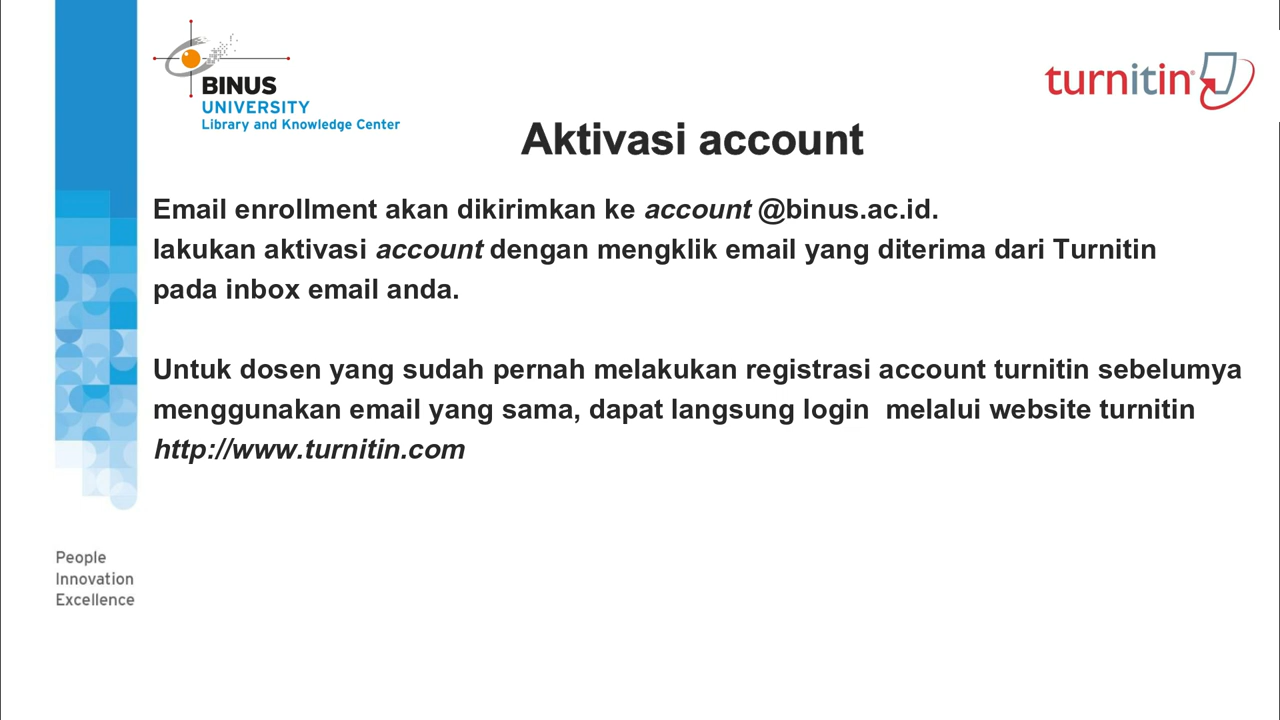 BINUS
UNIVERSITY
Library and Knowledge Center
turnitin
Aktivasi account
Email enrollment akan dikirimkan ke account @binus.ac.id.
lakukan aktivasi account dengan mengklik email yang diterima dari Turnitin
pada inbox email anda.
Untuk dosen yang sudah pernah melakukan registrasi account turnitin sebelumya
menggunakan email yang sama, dapat langsung login  melalui website turnitin
http://www.turnitin.com
People
Innovation
Excellence